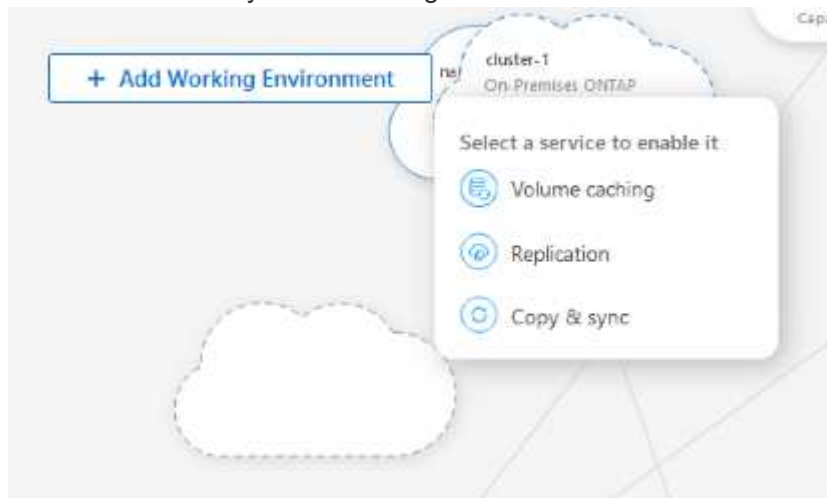 + Add Working Environment
cluster-1
On-Premises ONTAP
Select a service to enable it
Volume caching
Replication
Copy & sync